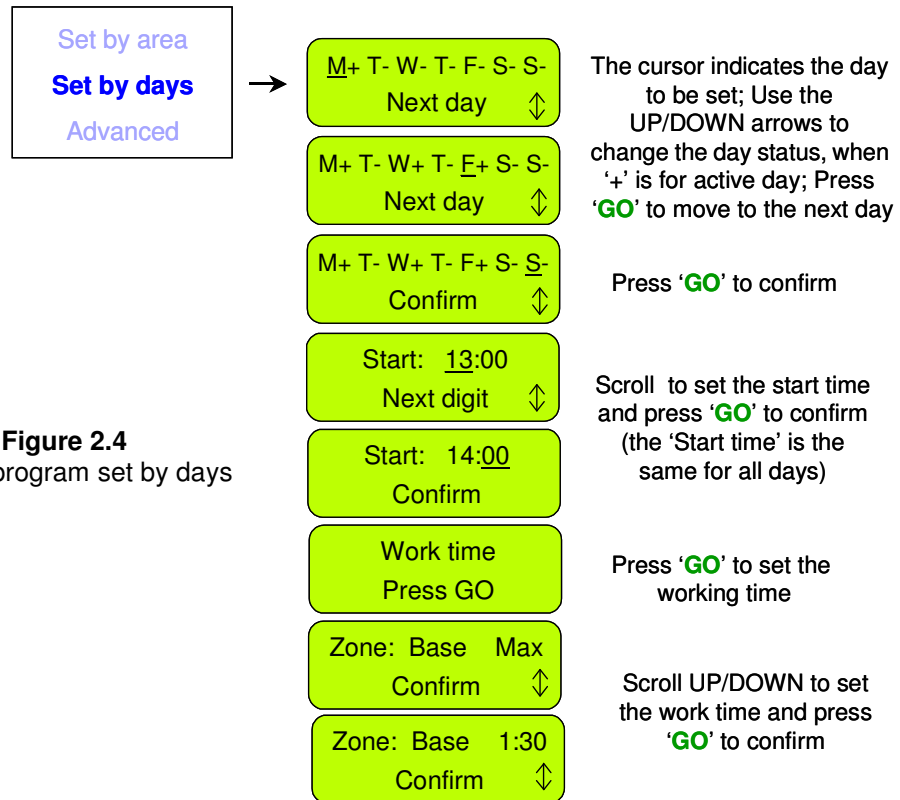 Set by area
Set by days
Advanced
M+ T- W- T- F- S- S-
Next day ↕
The cursor indicates the day
to be set; Use the
UP/DOWN arrows to
change the day status, when
‘+’ is for active day; Press
‘GO’ to move to the next day
M+ T- W+ T- F+ S- S-
Next day ↕
M+ T- W+ T- F+ S- S-
Confirm ↕
Press ‘GO’ to confirm
Start: 13:00
Next digit ↕
Scroll to set the start time
and press ‘GO’ to confirm
(the ‘Start time’ is the
same for all days)
Start: 14:00
Confirm
Figure 2.4
program set by days
Work time
Press GO
Press ‘GO’ to set the
working time
Zone: Base Max
Confirm ↕
Scroll UP/DOWN to set
the work time and press
‘GO’ to confirm
Zone: Base 1:30
Confirm ↕